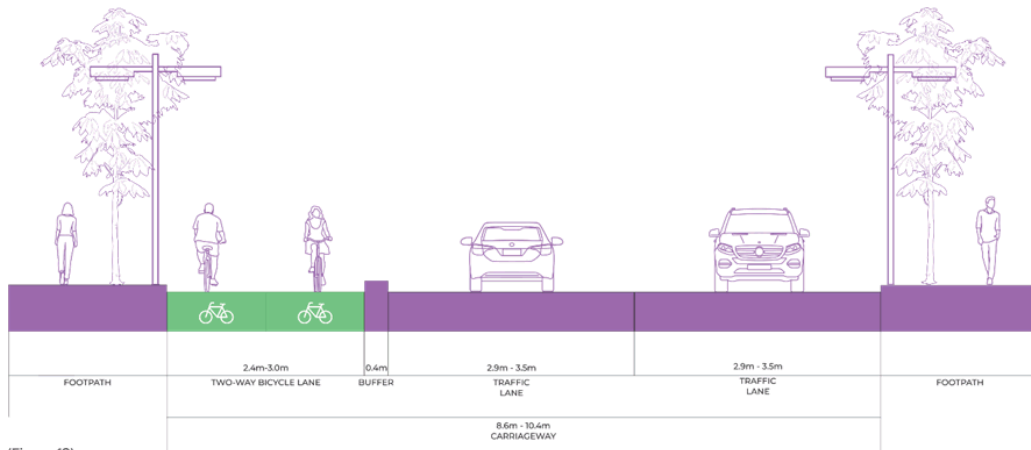 2.4m-3.0m
0.4m
2.9m - 3.5m
2.9m - 3.5m
FOOTPATH
TWO-WAY BICYCLE LANE
BUFFER
TRAFFIC
LANE
TRAFFIC
LANE
FOOTPATH
8.6m - 10.4m
CARRIAGEWAY